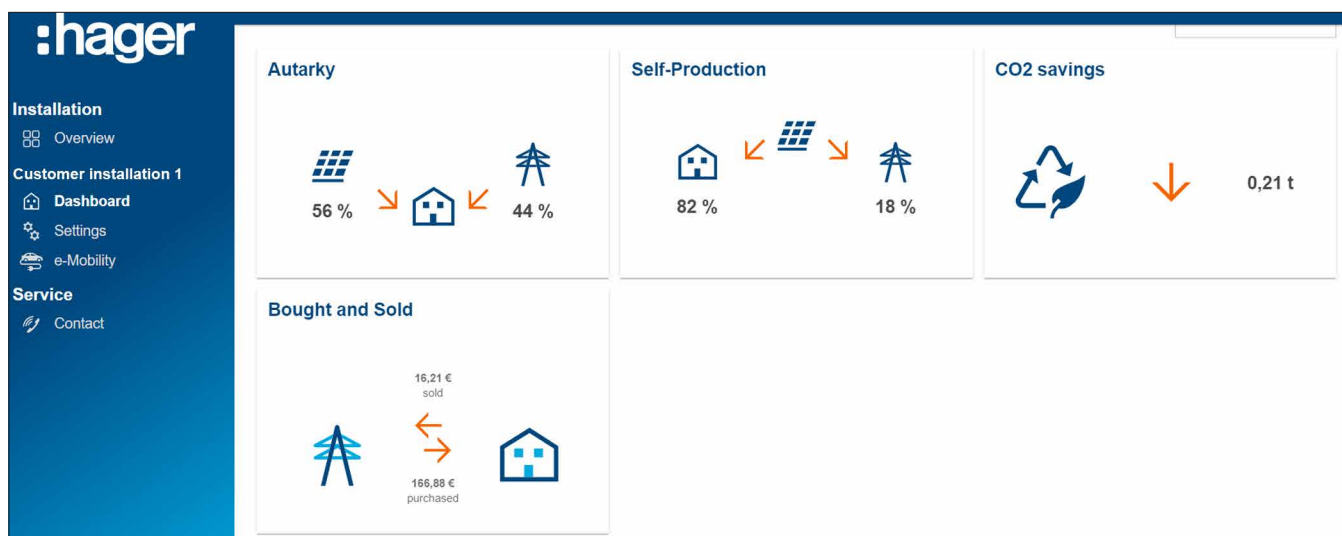 :hager
Installation
Overview
Customer installation 1
Dashboard
Settings
e-Mobility
Service
Contact
Autarky
56 %
44 %
Self-Production
82 %
18 %
CO2 savings
0,21 t
Bought and Sold
16,21 €
sold
166,88 €
purchased